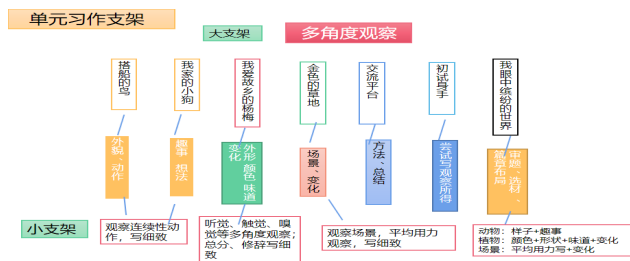 单元习作支架
大支架
多角度观察
搭船的鸟
我家的小狗
我爱故乡的杨梅
金色的草地
交流平台
初试身手
我眼中缤纷的世界
外貌、动作
趣事、想法
外形 颜色 味道
变化
场景、变化
方法、总结
尝试写观察所得
审题、选材、
布局
小支架
观察连续性动
作,写细致
听觉、触觉、嗅
觉等多角度观察;
总分、修辞写细
致
观察场景,平均用力
观察,写细致
动物:样子+趣事
植物:颜色+形状+味道+变化
场景:平均用力写+变化